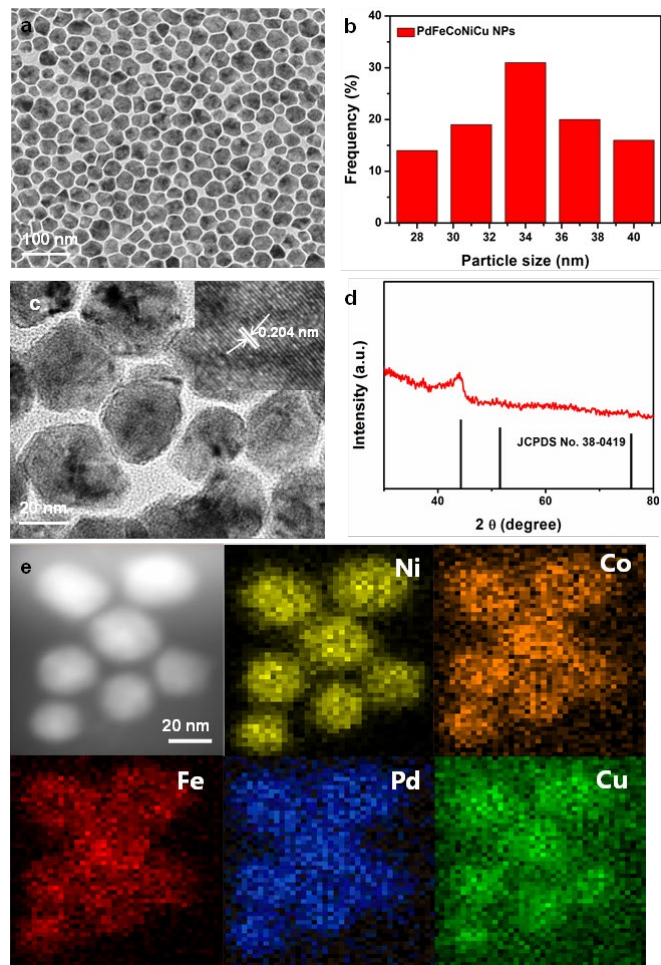 a
100 nm
b
PdFeCoNiCu NPs
Frequency (%)
40
30
20
10
0
28 30 32 34 36 38 40
Particle size (nm)
c
0.204 nm
20 nm
d
Intensity (a.u.)
JCPDS No. 38-0419
40 60 80
2 θ (degree)
e
20 nm
Ni
Co
Fe
Pd
Cu